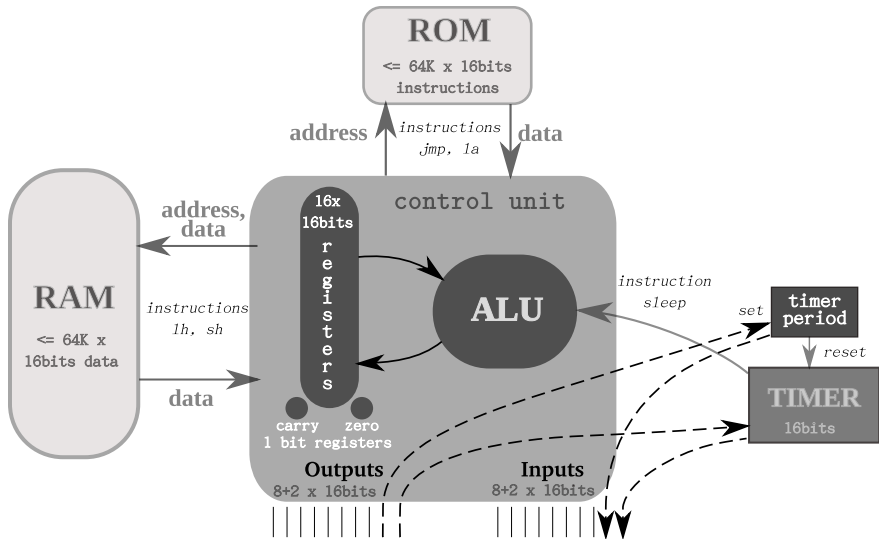 ROM
<= 64K x 16bits
instructions
address
instructions
jmp, la
data
16x
16bits
registers
control unit
address,
data
RAM
<= 64K x
16bits data
instructions
lh, sh
data
ALU
instruction
sleep
set
timer
period
reset
TIMER
16bits
carry
zero
1 bit registers
Outputs
8+2 x 16bits
Inputs
8+2 x 16bits